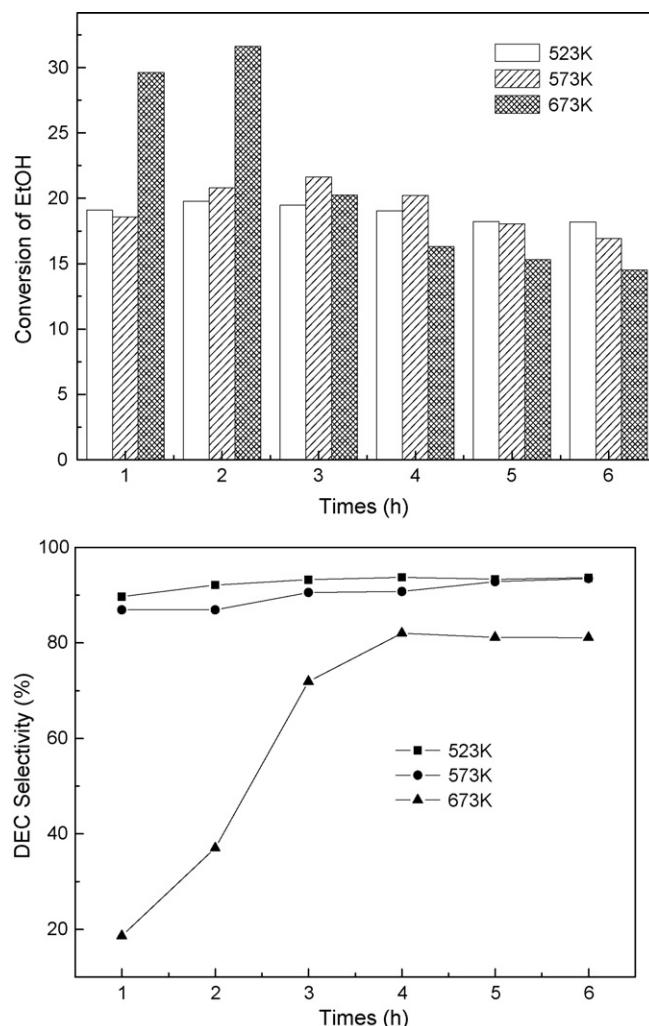 Conversion of EtOH
30
25
20
15
10
5
0
523K
573K
673K
1 2 3 4 5 6
Times (h)
DEC Selectivity (%)
100
80
60
40
20
523K
573K
673K
1 2 3 4 5 6
Times (h)